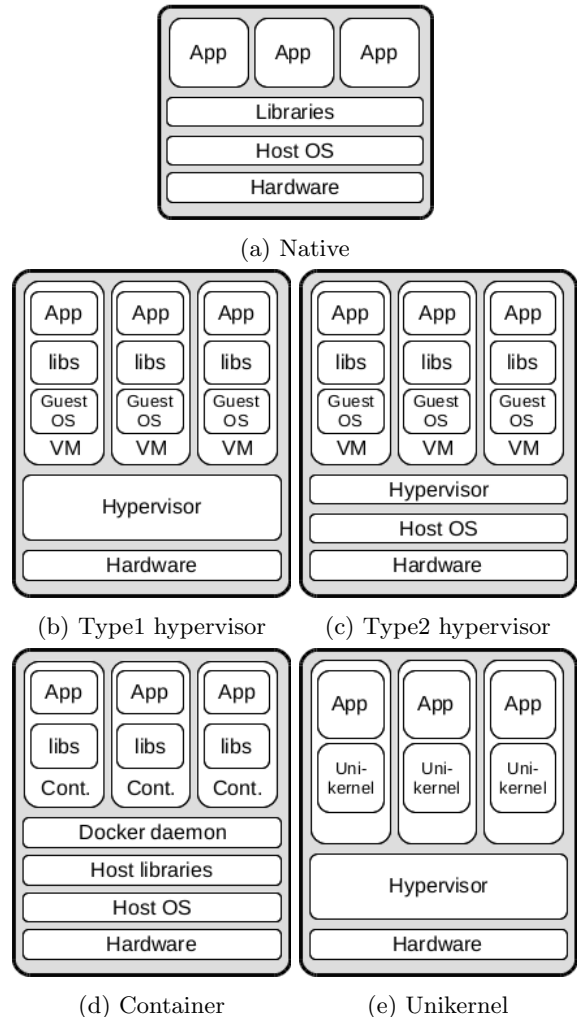 App App App
Libraries
Host OS
Hardware
(a) Native
App App App
libs libs libs
Guest Guest Guest
OS OS OS
VM VM VM
Hypervisor
Hardware
(b) Type1 hypervisor
App App App
libs libs libs
Guest Guest Guest
OS OS OS
VM VM VM
Hypervisor
Host OS
Hardware
(c) Type2 hypervisor
App App App
libs libs libs
Cont. Cont. Cont.
Docker daemon
Host libraries
Host OS
Hardware
(d) Container
App App App
Uni- Uni- Uni-
kernel kernel kernel
Hypervisor
Hardware
(e) Unikernel